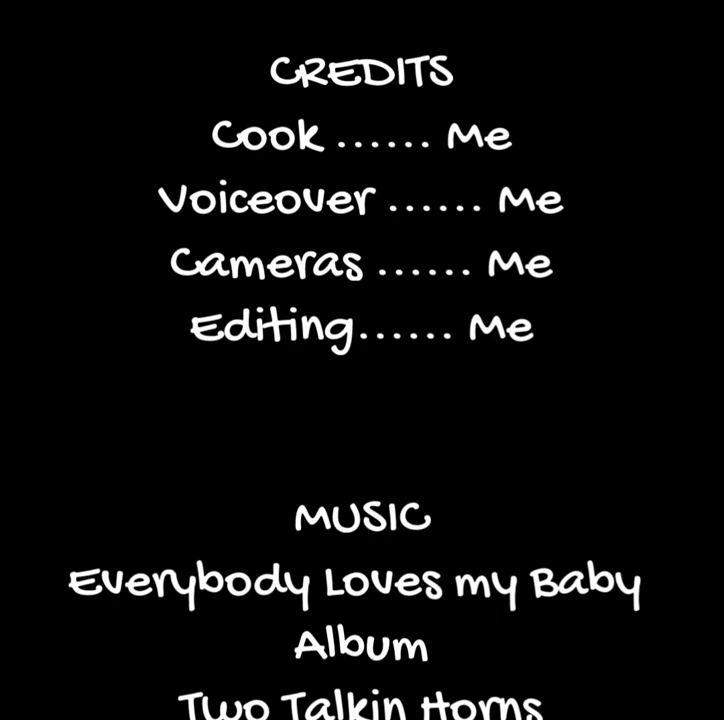 CREDITS
Cook ...... Me
Voiceover ...... Me
Cameras ...... Me
Editing...... Me
MUSIC
Everybody Loves my Baby
Album
Two Talkin Horns